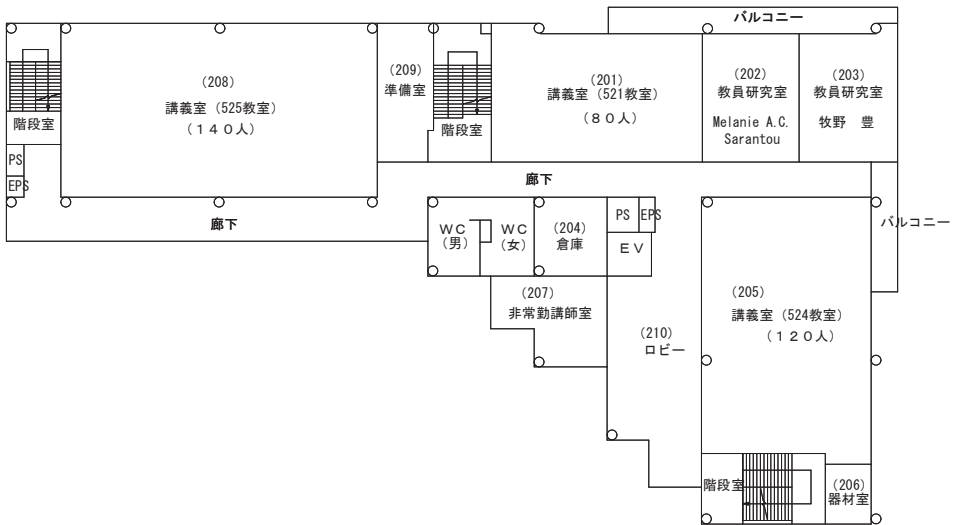 バルコニー
(208)
講義室（525教室）
（１４０人）
(209)
準備室
(201)
講義室（521教室）
（８０人）
(202)
教員研究室
Melanie A.C.
Sarantou
(203)
教員研究室
牧野　豊
階段室
階段室
PS
EPS
廊下
廊下
バルコニー
ＷＣ
（男）
ＷＣ
（女）
(204)
倉庫
PS
EPS
ＥＶ
(207)
非常勤講師室
(205)
講義室（524教室）
（１２０人）
(210)
ロビー
階段室
(206)
器材室